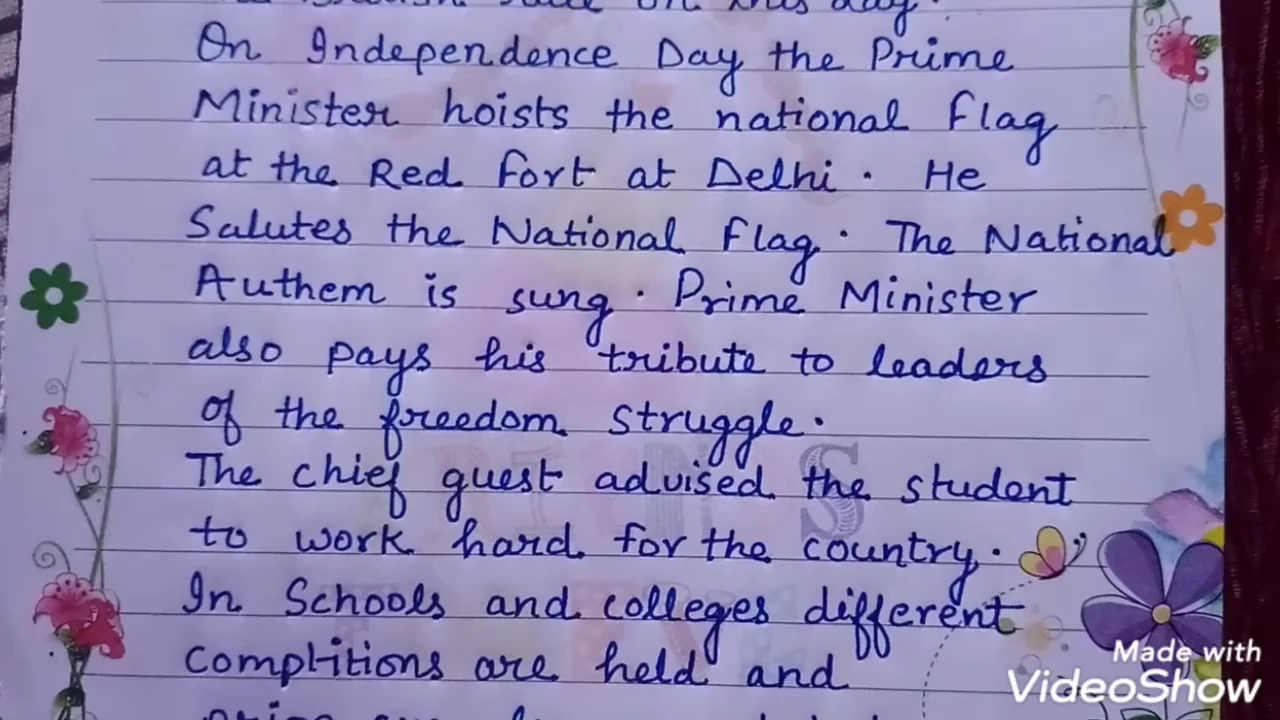 on this day.
On Independence Day the Prime
Minister hoists the national Flag
at the Red Fort at Delhi. He
Salutes the National Flag. The National
Authem is sung. Prime Minister
also pays his tribute to leaders
of the freedom struggle.
The chief guest advised the student
to work hard for the country.
In Schools and colleges different
complitions are held and
Made with
VideoShow